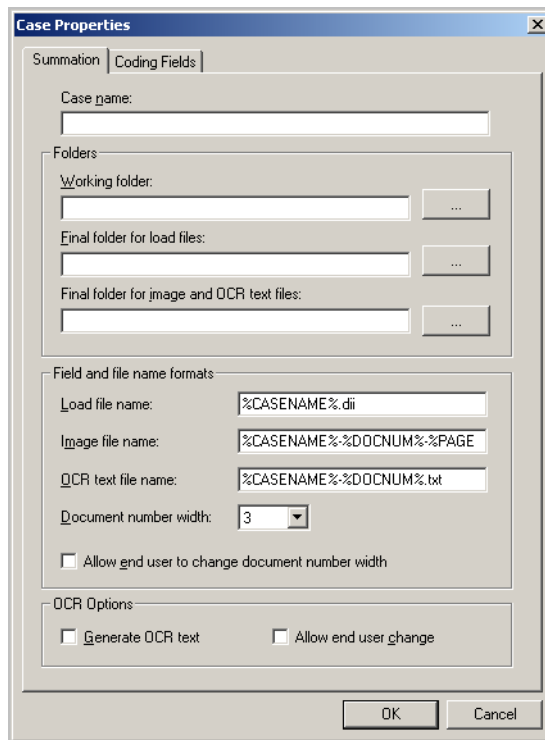 Case Properties
Summation Coding Fields
Case name:
Folders
Working folder:
...
Final folder for load files:
...
Final folder for image and OCR text files:
...
Field and file name formats
Load file name: %CASENAME%.dii
Image file name: %CASENAME%-%DOCNUM%-%PAGE
OCR text file name: %CASENAME%-%DOCNUM%.txt
Document number width: 3
Allow end user to change document number width
OCR Options
Generate OCR text Allow end user change
OK Cancel